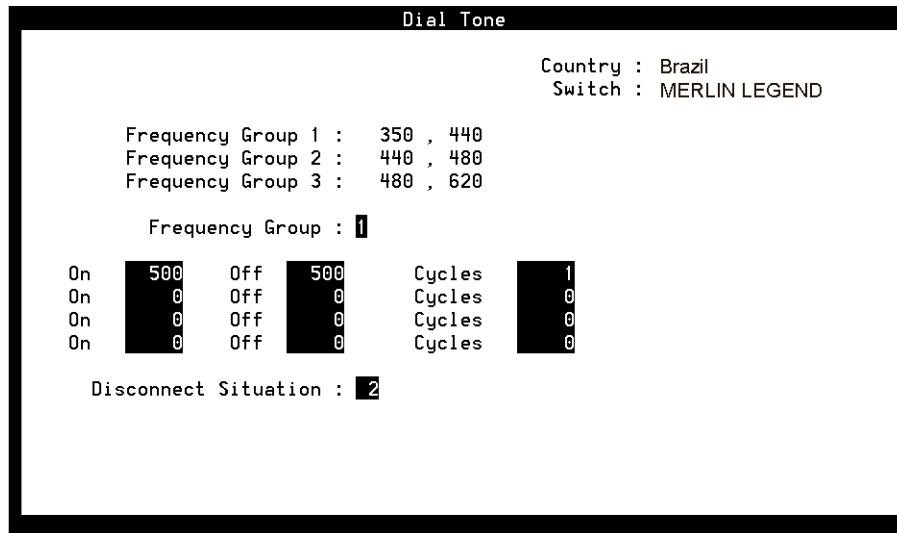 Dial Tone
Country : Brazil
Switch : MERLIN LEGEND
Frequency Group 1 : 350 , 440
Frequency Group 2 : 440 , 480
Frequency Group 3 : 480 , 620
Frequency Group : 1
On 500 Off 500 Cycles 1
On 0 Off 0 Cycles 0
On 0 Off 0 Cycles 0
On 0 Off 0 Cycles 0
Disconnect Situation : 2